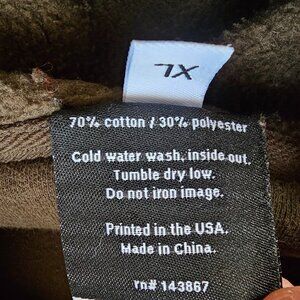 XL
70% cotton / 30% polyester
Cold water wash, inside out.
Tumble dry low.
Do not iron image.
Printed in the USA.
Made in China.
rn# 143867